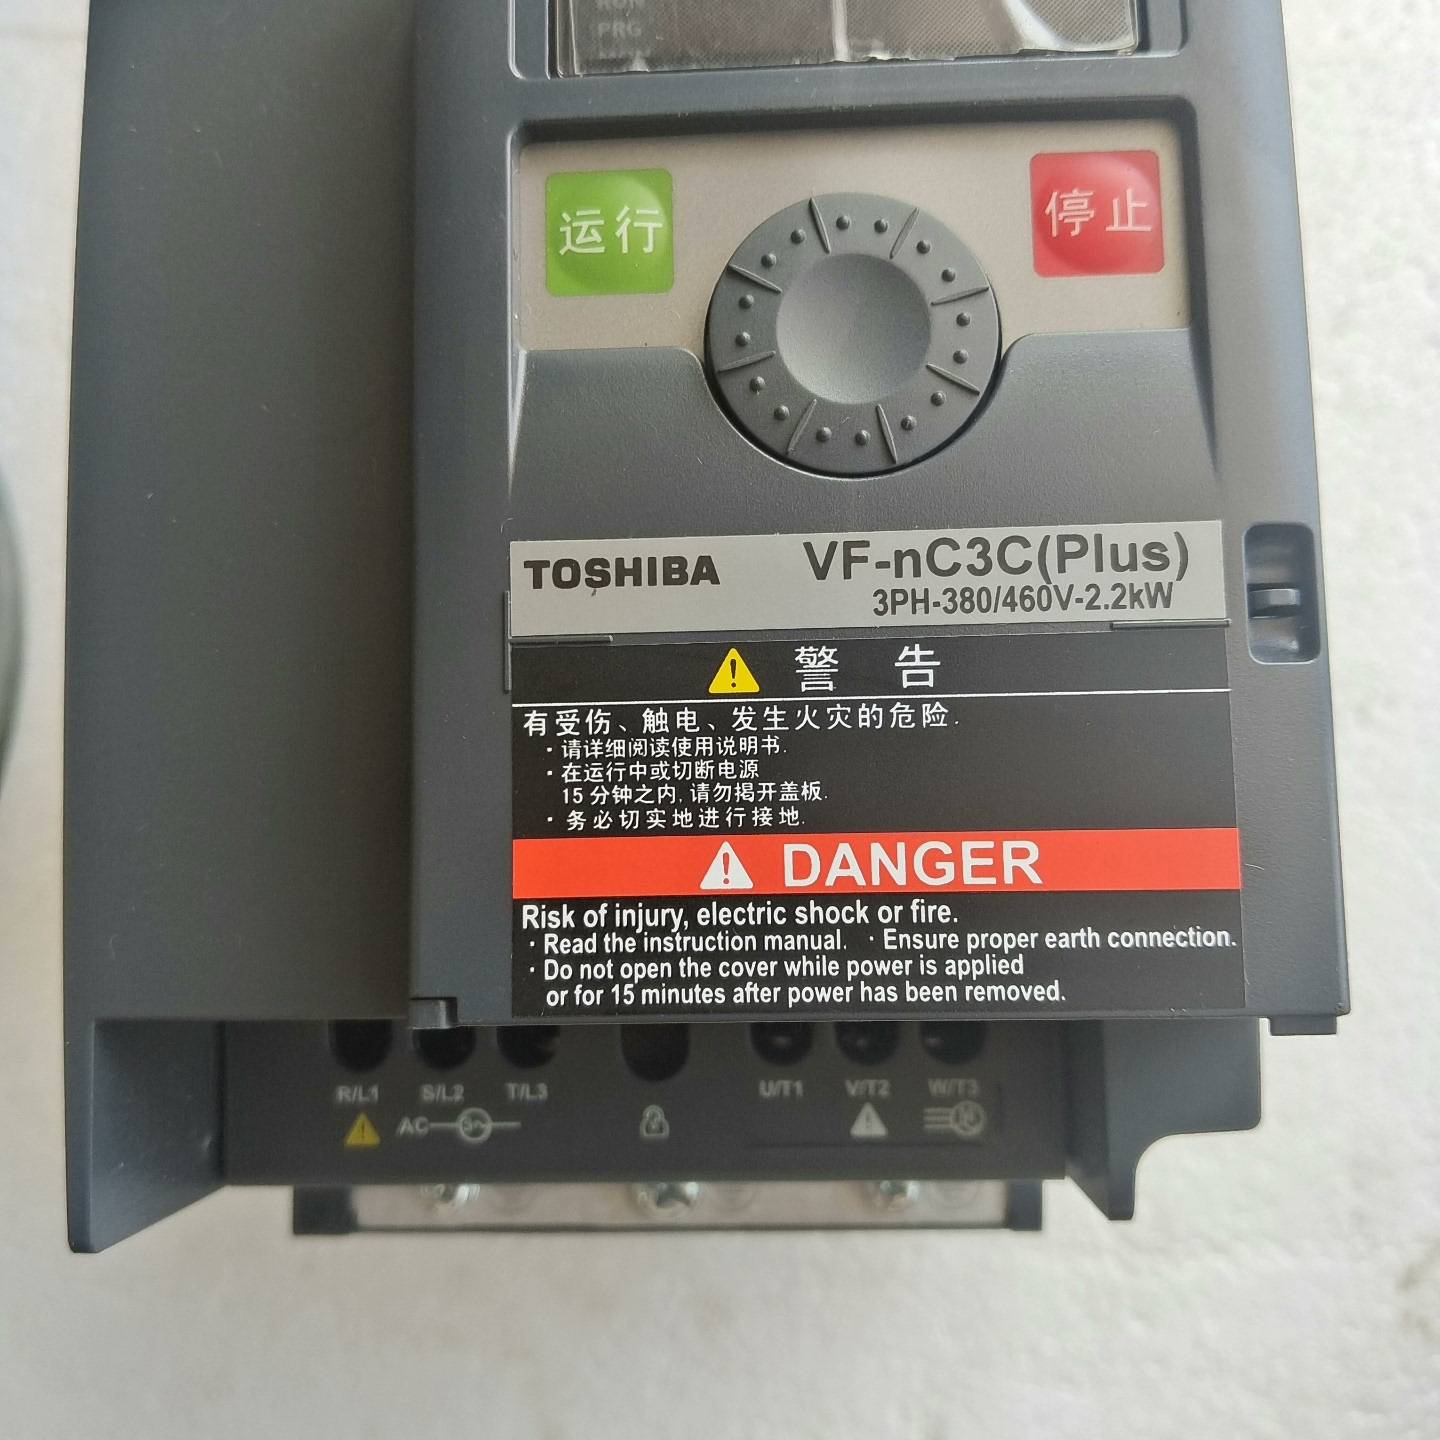 RUN
PRG
运行
停止
TOSHIBA VF-nC3C(Plus)
3PH-380/460V-2.2kW
警 告
有受伤、触电、发生火灾的危险.
·请详细阅读使用说明书.
·在运行中或切断电源
15分钟之内,请勿揭开盖板.
·务必切实地进行接地.
DANGER
Risk of injury, electric shock or fire.
·Read the instruction manual. ·Ensure proper earth connection.
·Do not open the cover while power is applied
or for 15 minutes after power has been removed.
R/L1 S/L2 T/L3 U/T1 V/T2 W/T3
AC